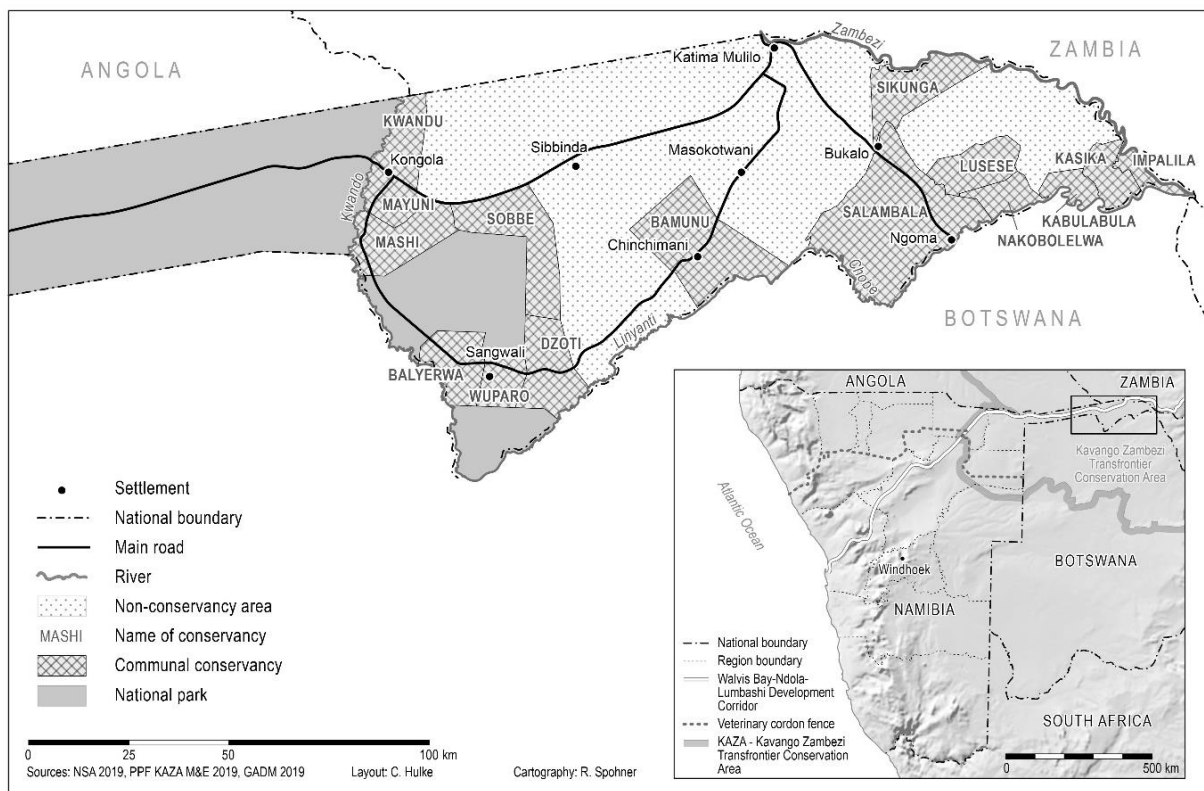 ANGOLA
ZAMBIA
Zambezi
Katima Mulilo
SIKUNGA
KWANDU
Kongola
Sibbinda
Masokotwani
Bukalo
LUSESE
KASIKA
IMPALILA
Kwando
MAYUNI
SOBBE
BAMUNU
SALAMBALA
KABULABULA
MASHI
Chinchimani
Ngoma
NAKOBOLELWA
Chobe
BOTSWANA
Linyanti
Sangwali
DZOTI
BALYERWA
WUPARO
Settlement
National boundary
Main road
River
Non-conservancy area
MASHI Name of conservancy
Communal conservancy
National park
0 25 50 100 km
Sources: NSA 2019, PPF KAZA M&E 2019, GADM 2019 Layout: C. Hulke Cartography: R. Spohner
ANGOLA
ZAMBIA
Kavango Zambezi
Transfrontier
Conservation Area
Atlantic Ocean
Windhoek
BOTSWANA
NAMIBIA
SOUTH AFRICA
National boundary
Region boundary
Walvis Bay-Ndola-
Lumbashi Development
Corridor
Veterinary cordon fence
KAZA - Kavango Zambezi
Transfrontier Conservation
Area
0 500 km